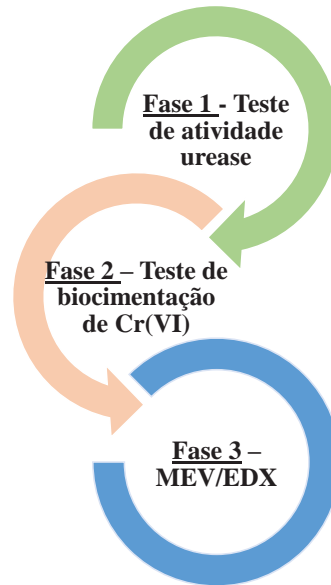 Fase 1 - Teste
de atividade
urease
Fase 2 – Teste de
biocimentação
de Cr(VI)
Fase 3 –
MEV/EDX